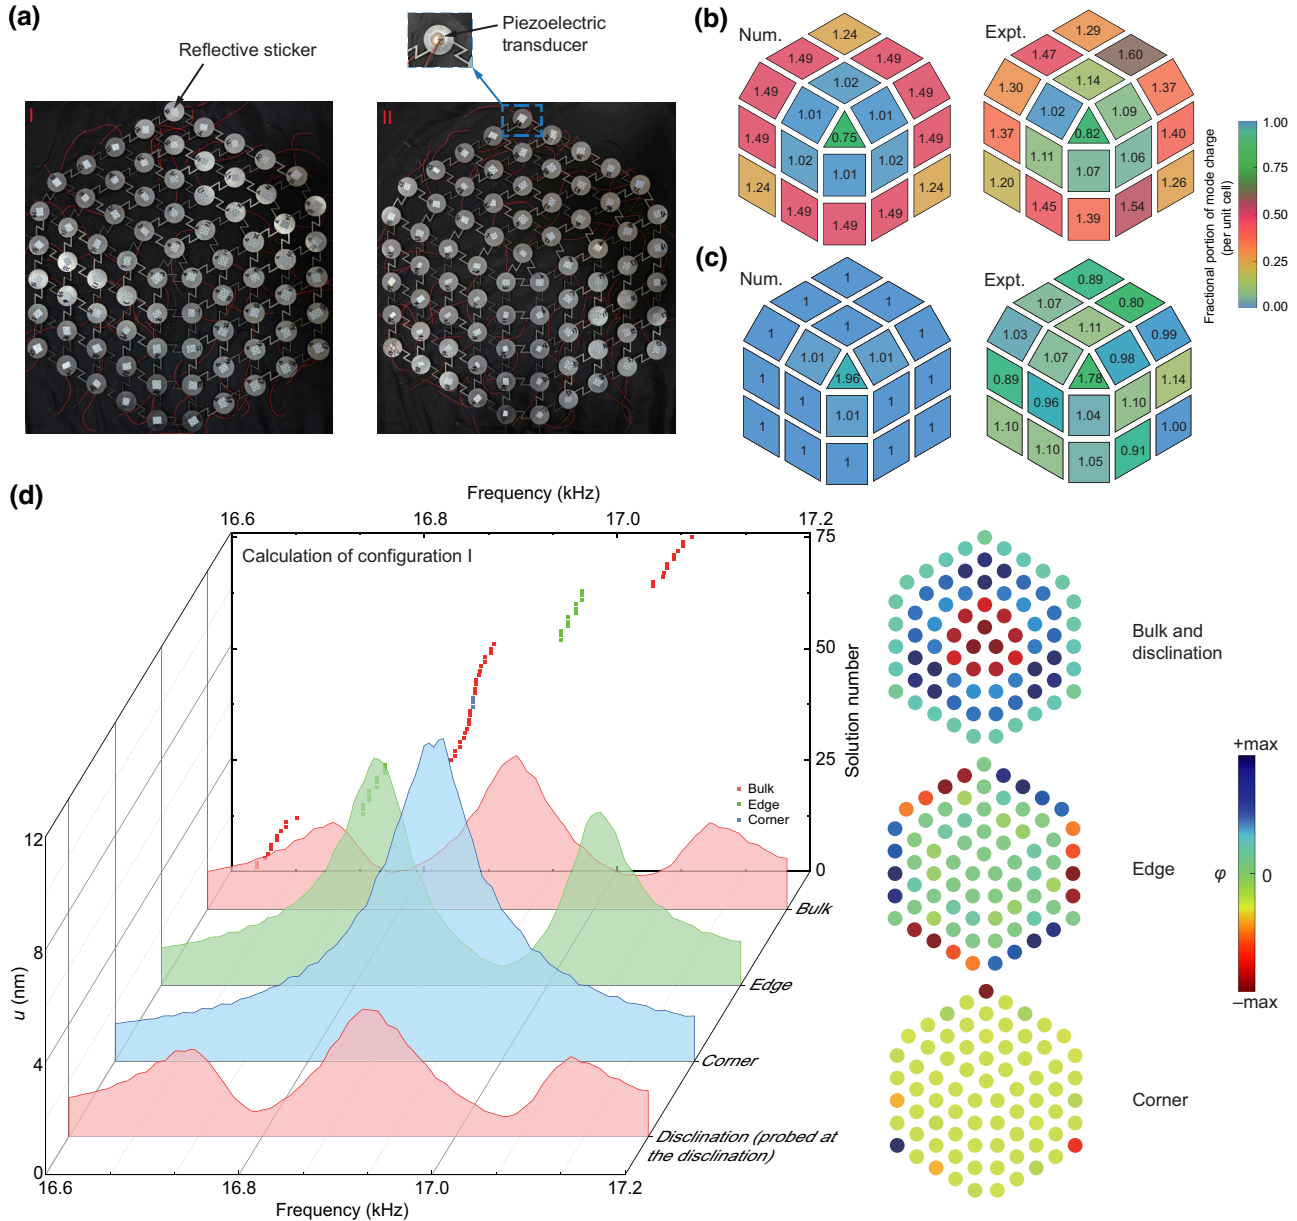 (a)
Reflective sticker
Piezoelectric
transducer
I
II
(b)
Num.
1.24
1.49
1.49
1.49
1.02
1.49
1.01
1.01
1.49
0.75
1.49
1.02
1.02
1.24
1.01
1.24
1.49
1.49
1.49
Expt.
1.29
1.47
1.60
1.30
1.14
1.37
1.02
1.09
1.37
0.82
1.40
1.11
1.06
1.20
1.07
1.26
1.45
1.54
1.39
1.00
0.75
0.50
0.25
0.00
Fractional portion of mode charge
(per unit cell)
(c)
Num.
1
1
1
1
1
1
1.01
1.01
1
1.96
1
1
1
1
1.01
1
1
1
1
Expt.
0.89
1.07
0.80
1.03
1.11
0.99
1.07
0.98
0.89
1.78
1.14
0.96
1.10
1.10
1.04
1.00
1.10
0.91
1.05
(d)
Frequency (kHz)
16.6
16.8
17.0
17.2
Calculation of configuration I
75
50
25
0
Solution number
Bulk
Edge
Corner
12
8
4
0
u (nm)
Bulk
Edge
Corner
Disclination (probed at
the disclination)
16.6
16.8
17.0
17.2
Frequency (kHz)
Bulk and
disclination
Edge
Corner
+max
φ
0
–max